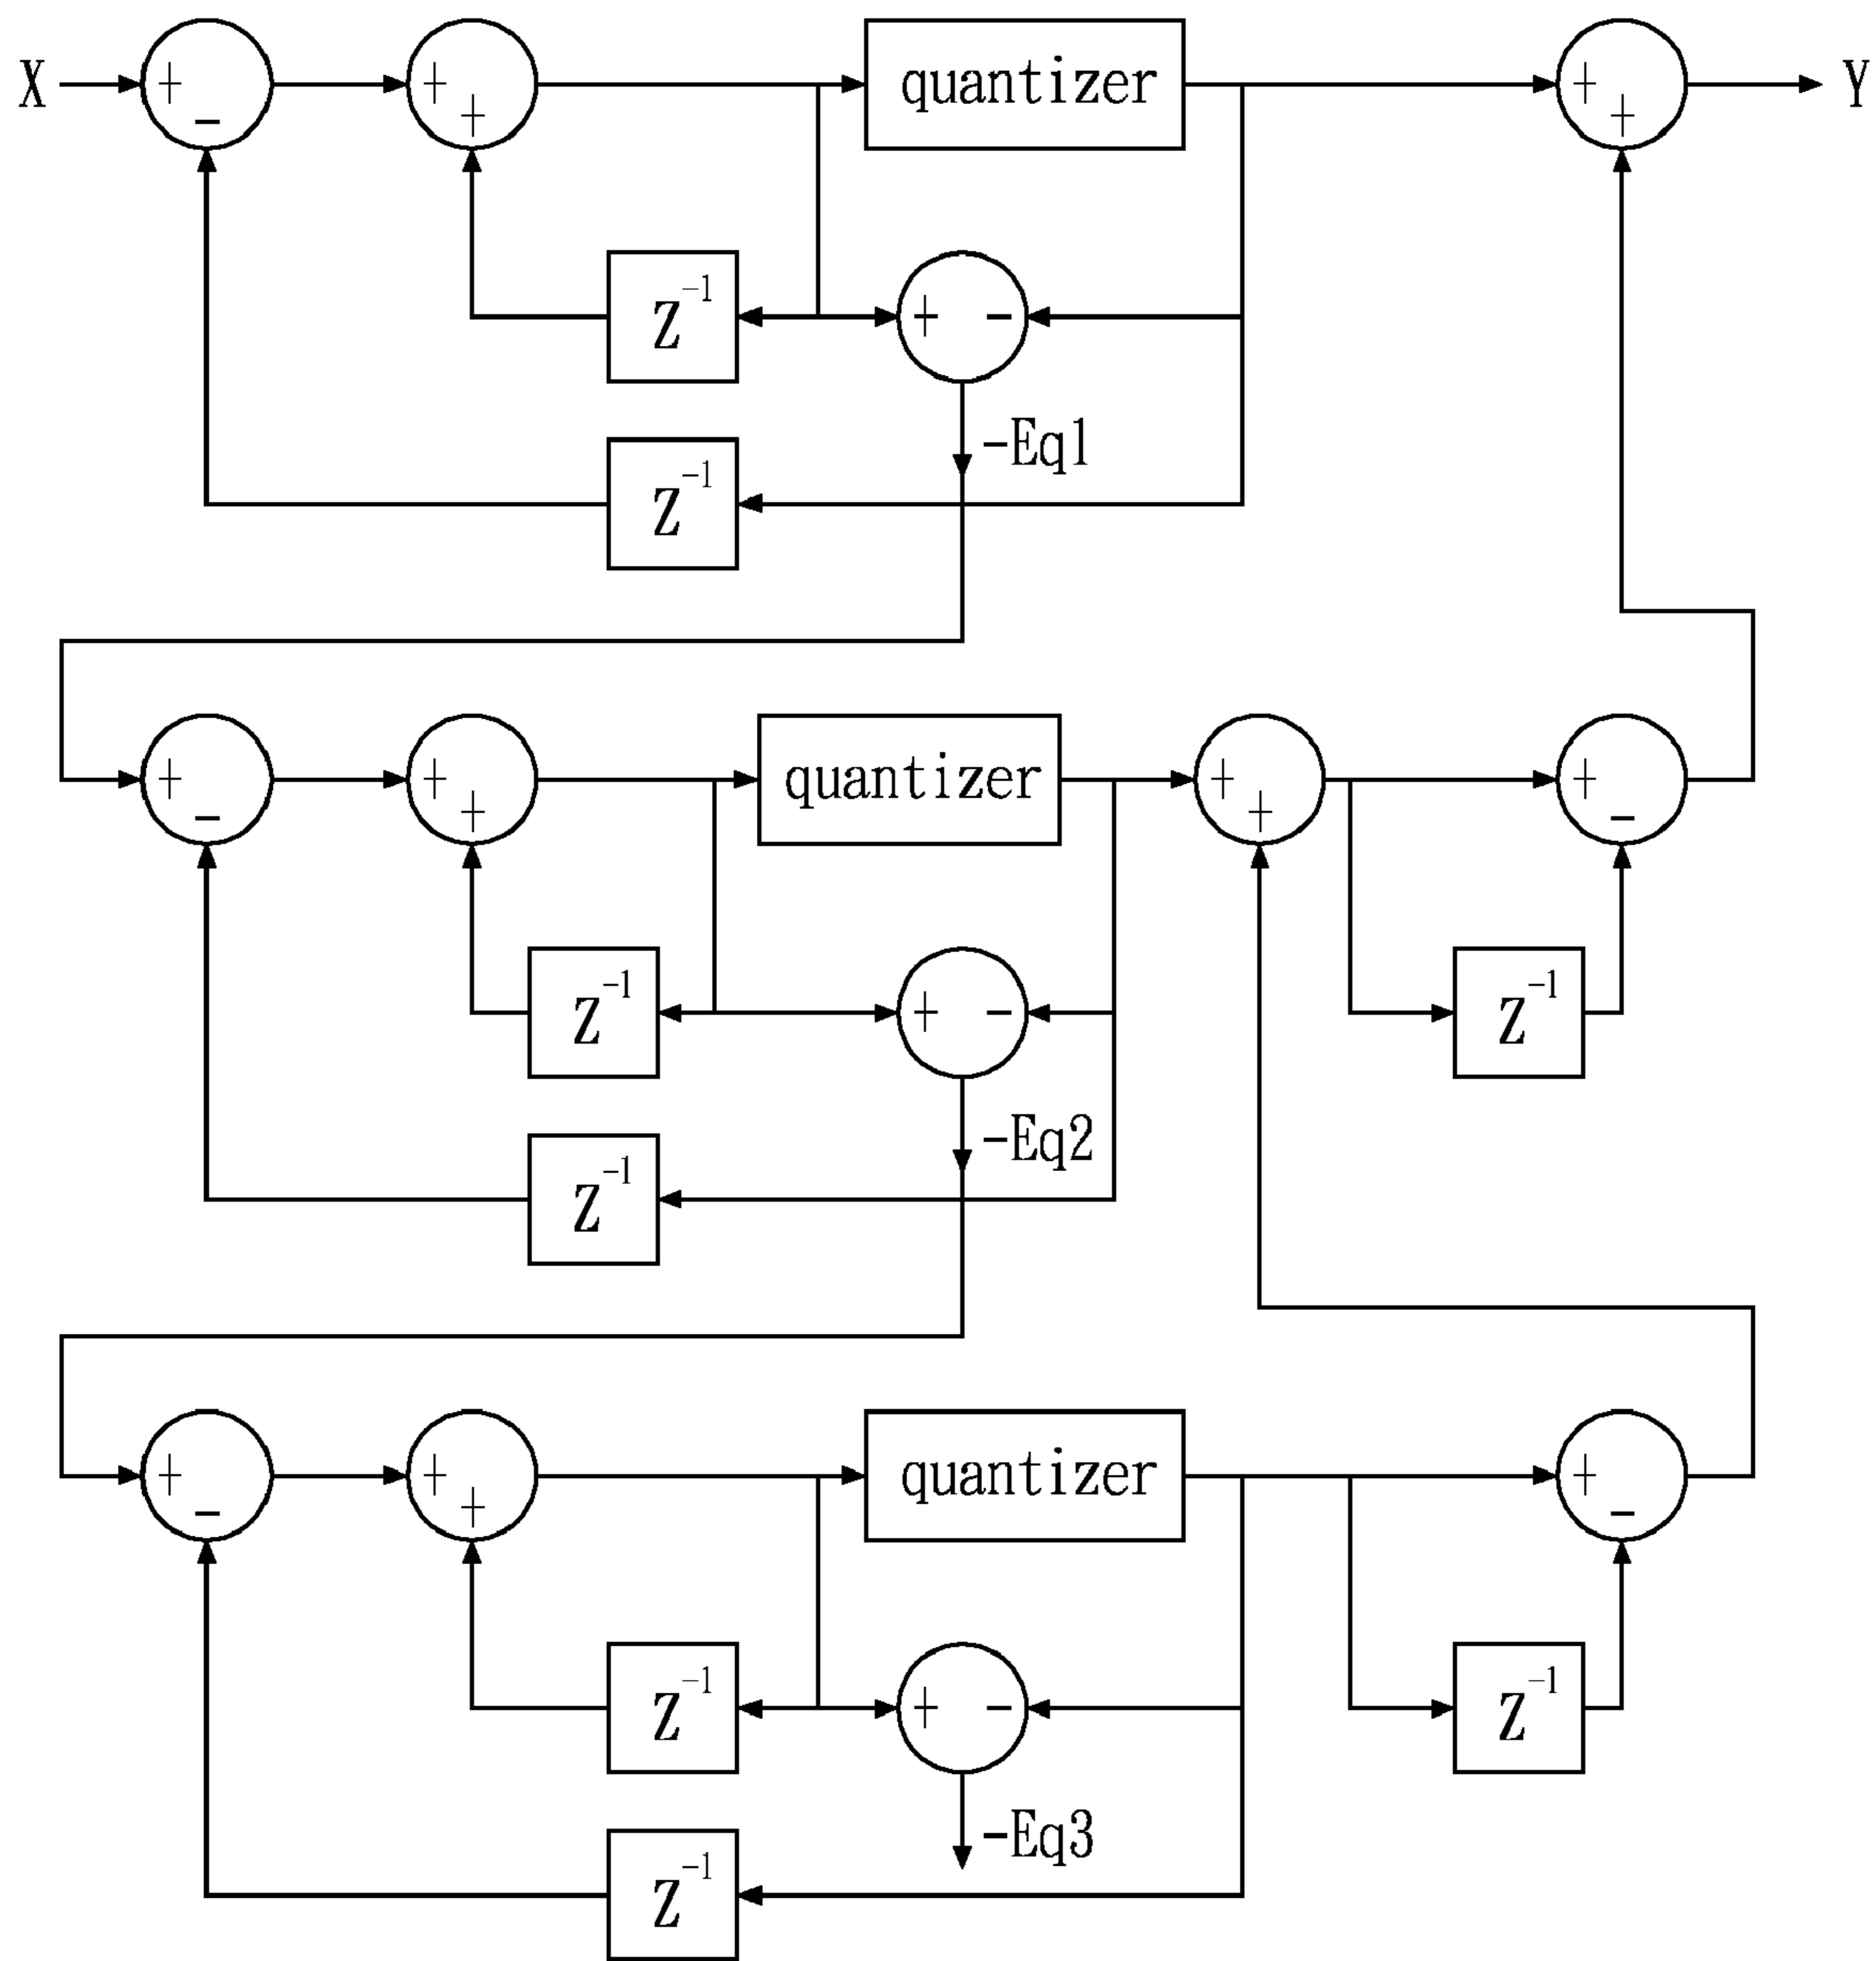 X + - + + quantizer + + Y
Z⁻¹ + -
-Eq1
Z⁻¹
+ - + + quantizer + + + -
Z⁻¹ + - Z⁻¹
-Eq2
Z⁻¹
+ - + + quantizer + -
Z⁻¹ + - Z⁻¹
-Eq3
Z⁻¹